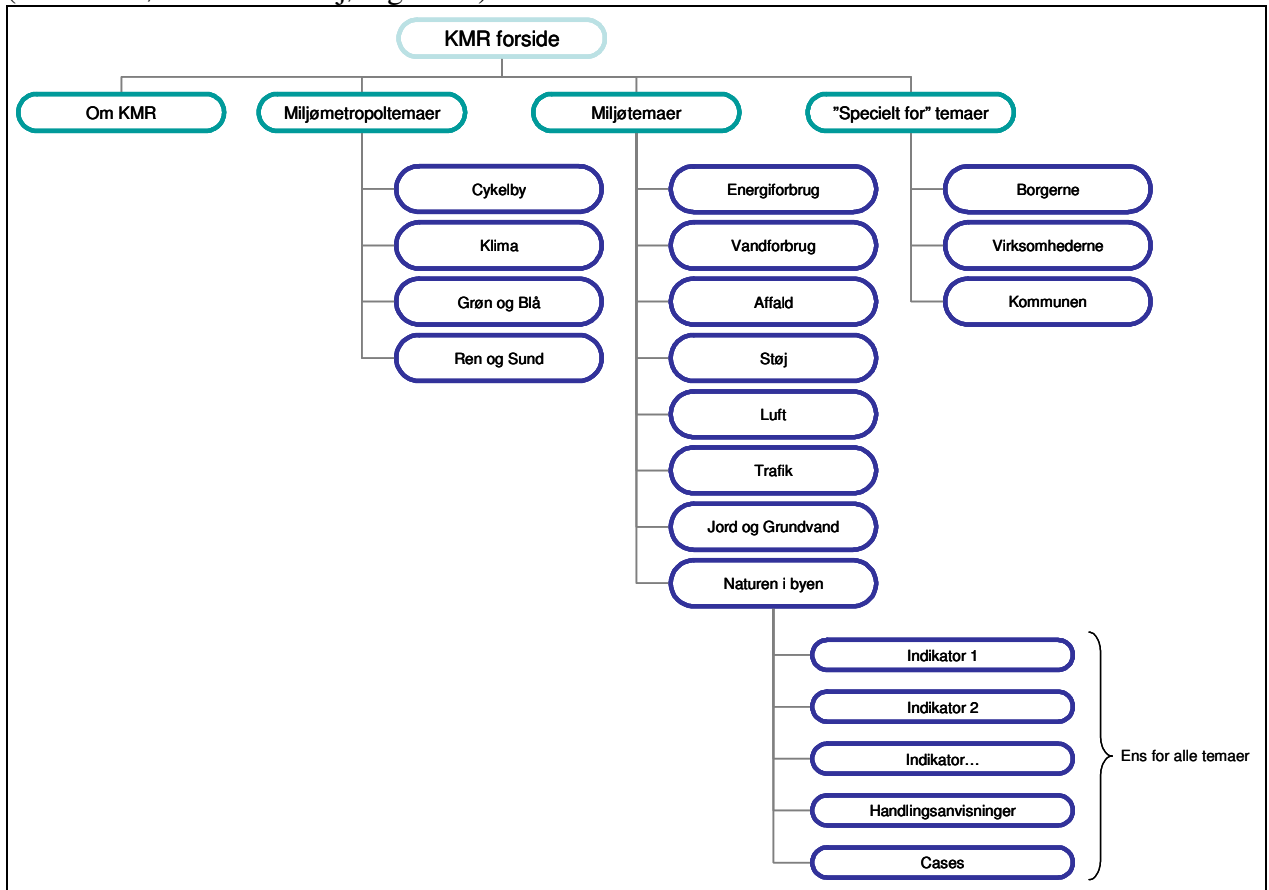 KMR forside
Om KMR
Miljømetropoltemaer
Miljøtemaer
”Specielt for” temaer
Cykelby
Klima
Grøn og Blå
Ren og Sund
Energiforbrug
Vandforbrug
Affald
Støj
Luft
Trafik
Jord og Grundvand
Naturen i byen
Borgerne
Virksomhederne
Kommunen
Indikator 1
Indikator 2
Indikator…
Handlingsanvisninger
Cases
Ens for alle temaer